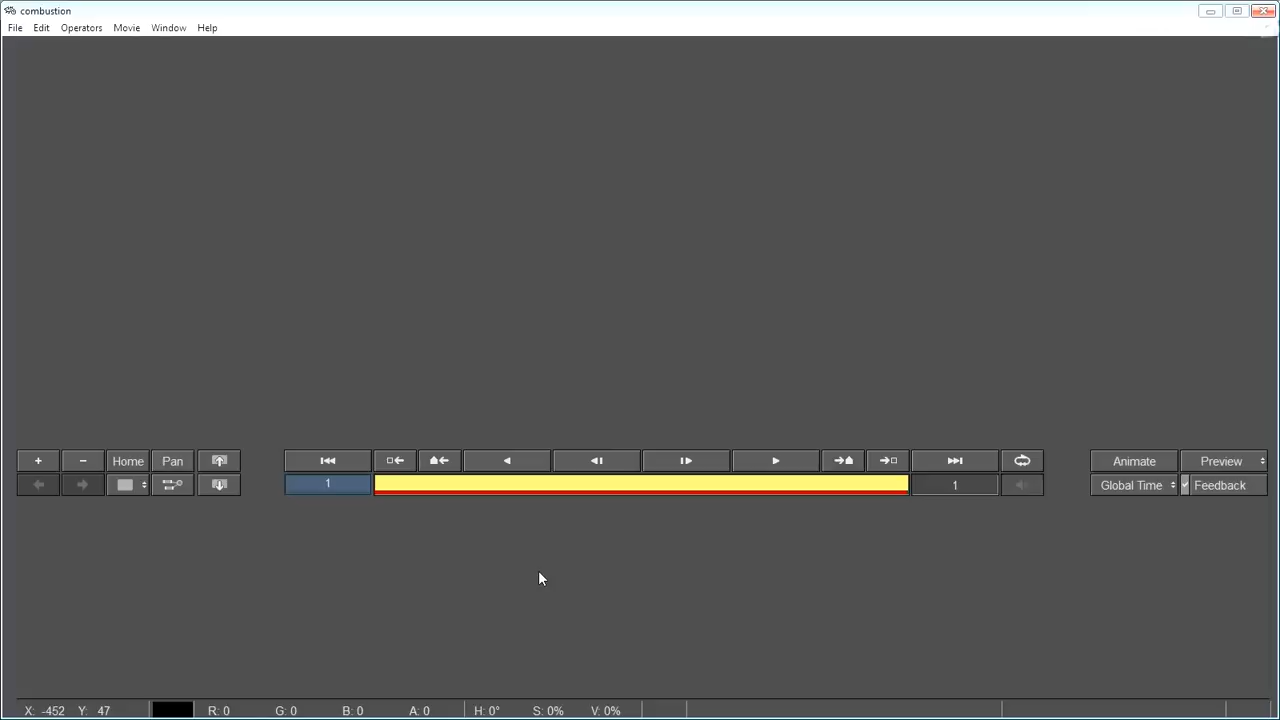 combustion
File Edit Operators Movie Window Help
+ − Home Pan Animate Preview
1 1 Global Time Feedback
X: -452 Y: 47 R: 0 G: 0 B: 0 A: 0 H: 0° S: 0% V: 0%